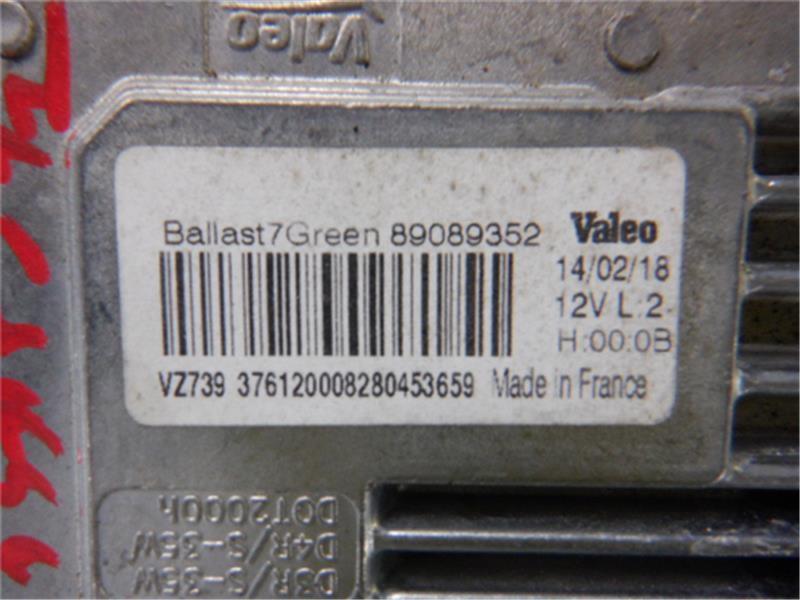 Valeo
Ballast7Green 89089352 Valeo
14/02/18
12V L:2-
H:00:0B
VZ739 376120008280453659 Made in France
DOT2000h
D4R/S-35W
D3R/S-35W